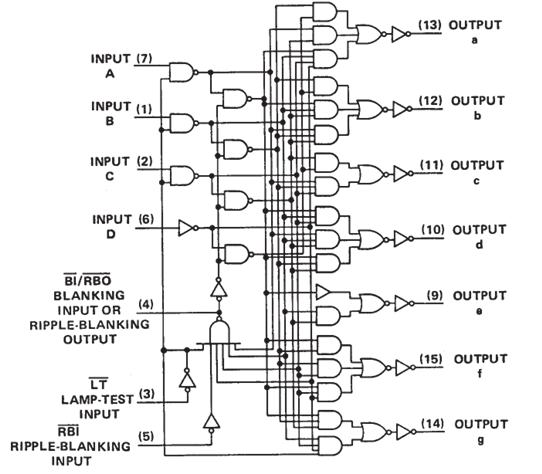 (13) OUTPUT
a
INPUT (7)
A
(12) OUTPUT
b
INPUT (1)
B
(11) OUTPUT
c
INPUT (2)
C
(10) OUTPUT
d
INPUT (6)
D
BI/RBO
BLANKING
INPUT OR (4)
RIPPLE-BLANKING
OUTPUT
(9) OUTPUT
e
(15) OUTPUT
f
LT
LAMP-TEST (3)
INPUT
(14) OUTPUT
g
RBI
RIPPLE-BLANKING (5)
INPUT